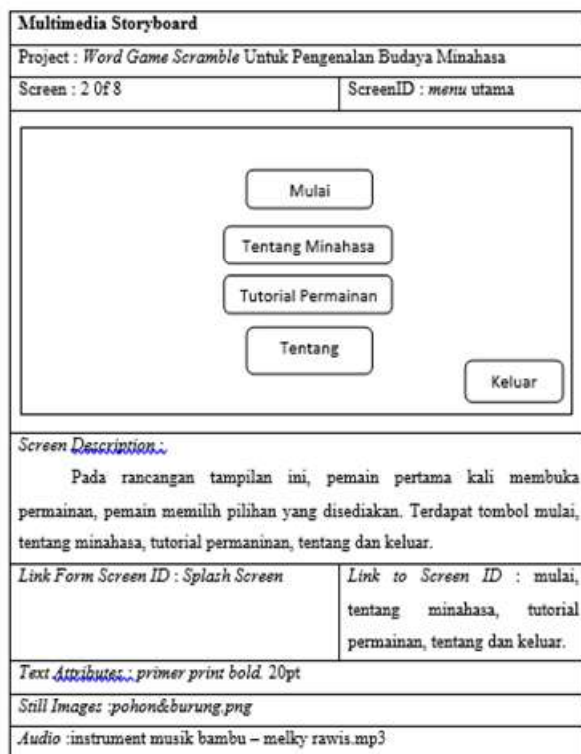 Multimedia Storyboard
Project : Word Game Scramble Untuk Pengenalan Budaya Minahasa
Screen : 2 0f 8
ScreenID : menu utama
Mulai
Tentang Minahasa
Tutorial Permainan
Tentang
Keluar
Screen Description :
Pada rancangan tampilan ini, pemain pertama kali membuka
permainan, pemain memilih pilihan yang disediakan. Terdapat tombol mulai,
tentang minahasa, tutorial permaninan, tentang dan keluar.
Link Form Screen ID : Splash Screen
Link to Screen ID : mulai,
tentang minahasa, tutorial
permainan, tentang dan keluar.
Text Attributes : primer print bold. 20pt
Still Images :pohon&burung.png
Audio :instrument musik bambu – melky rawis.mp3